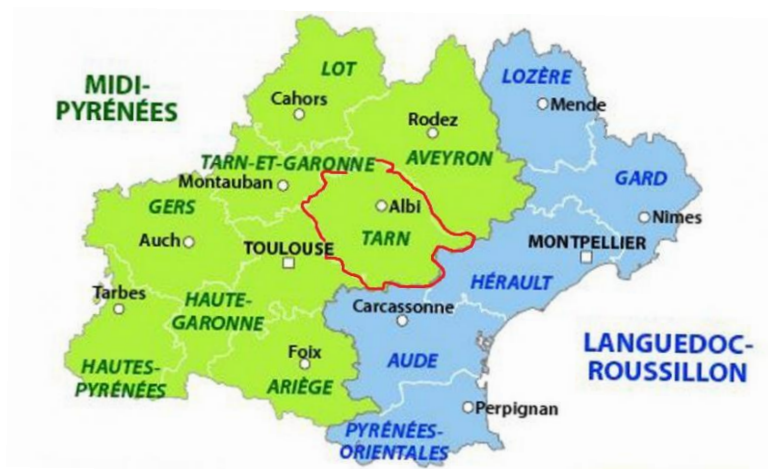 MIDI-
PYRÉNÉES
LOT
Cahors
LOZÈRE
Mende
Rodez
AVEYRON
TARN-ET-GARONNE
Montauban
GARD
GERS
Albi
Nîmes
Auch
TOULOUSE
TARN
MONTPELLIER
HÉRAULT
Tarbes
HAUTE-
GARONNE
Carcassonne
HAUTES-
PYRÉNÉES
Foix
ARIÈGE
AUDE
LANGUEDOC-
ROUSSILLON
Perpignan
PYRÉNÉES-
ORIENTALES